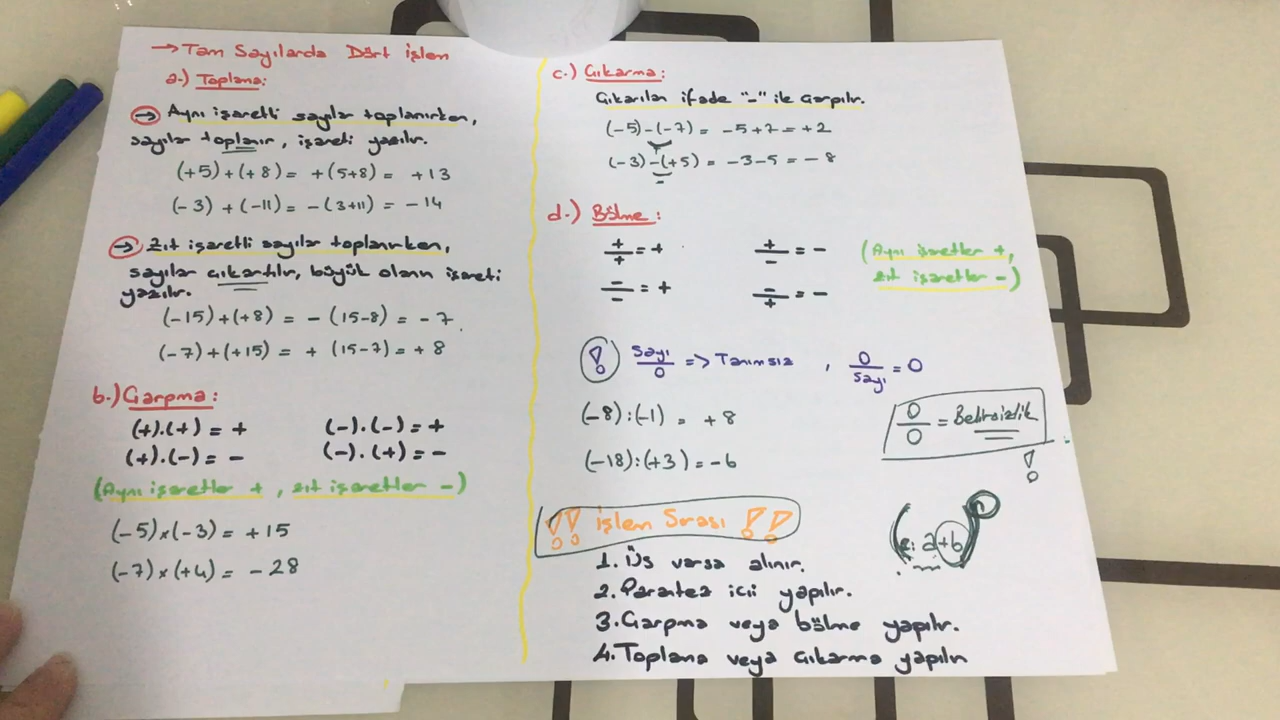 → Tam Sayılarda Dört işlem
a.) Toplama:
→ Aynı işaretli sayılar toplanırken,
sayılar toplanır, işareti yazılır.
(+5)+(+8) = +(5+8) = +13
(-3) + (-11) = -(3+11) = -14
→ Zıt işaretli sayılar toplanırken,
sayılar çıkartılır, büyük olanın işareti
yazılır.
(-15)+(+8) = - (15-8) = -7
(-7)+(+15) = + (15-7) = +8
b.) Çarpma:
(+).(+) = + (-).(-) = +
(+).(-) = - (-).(+) = -
(Aynı işaretler +, zıt işaretler -)
(-5)x(-3) = +15
(-7)x(+4) = -28
c.) Çıkarma:
Çıkarılan ifade "-" ile çarpılır.
(-5)-(-7) = -5+7 = +2
+
(-3)-(+5) = -3-5 = -8
-
d.) Bölme:
+/+ = + +/- = - (Aynı işaretler +,
-/- = + -/+ = - zıt işaretler -)
! Sayı/0 => Tanımsız , 0/sayı = 0
(-8):(-1) = +8
0/0 = Belirsizlik
!
(-18):(+3) = -6
!! işlem Sırası !!
a+b
1. Üs varsa alınır.
2. Parantez içi yapılır.
3. Çarpma veya bölme yapılır.
4. Toplama veya Çıkarma yapılır